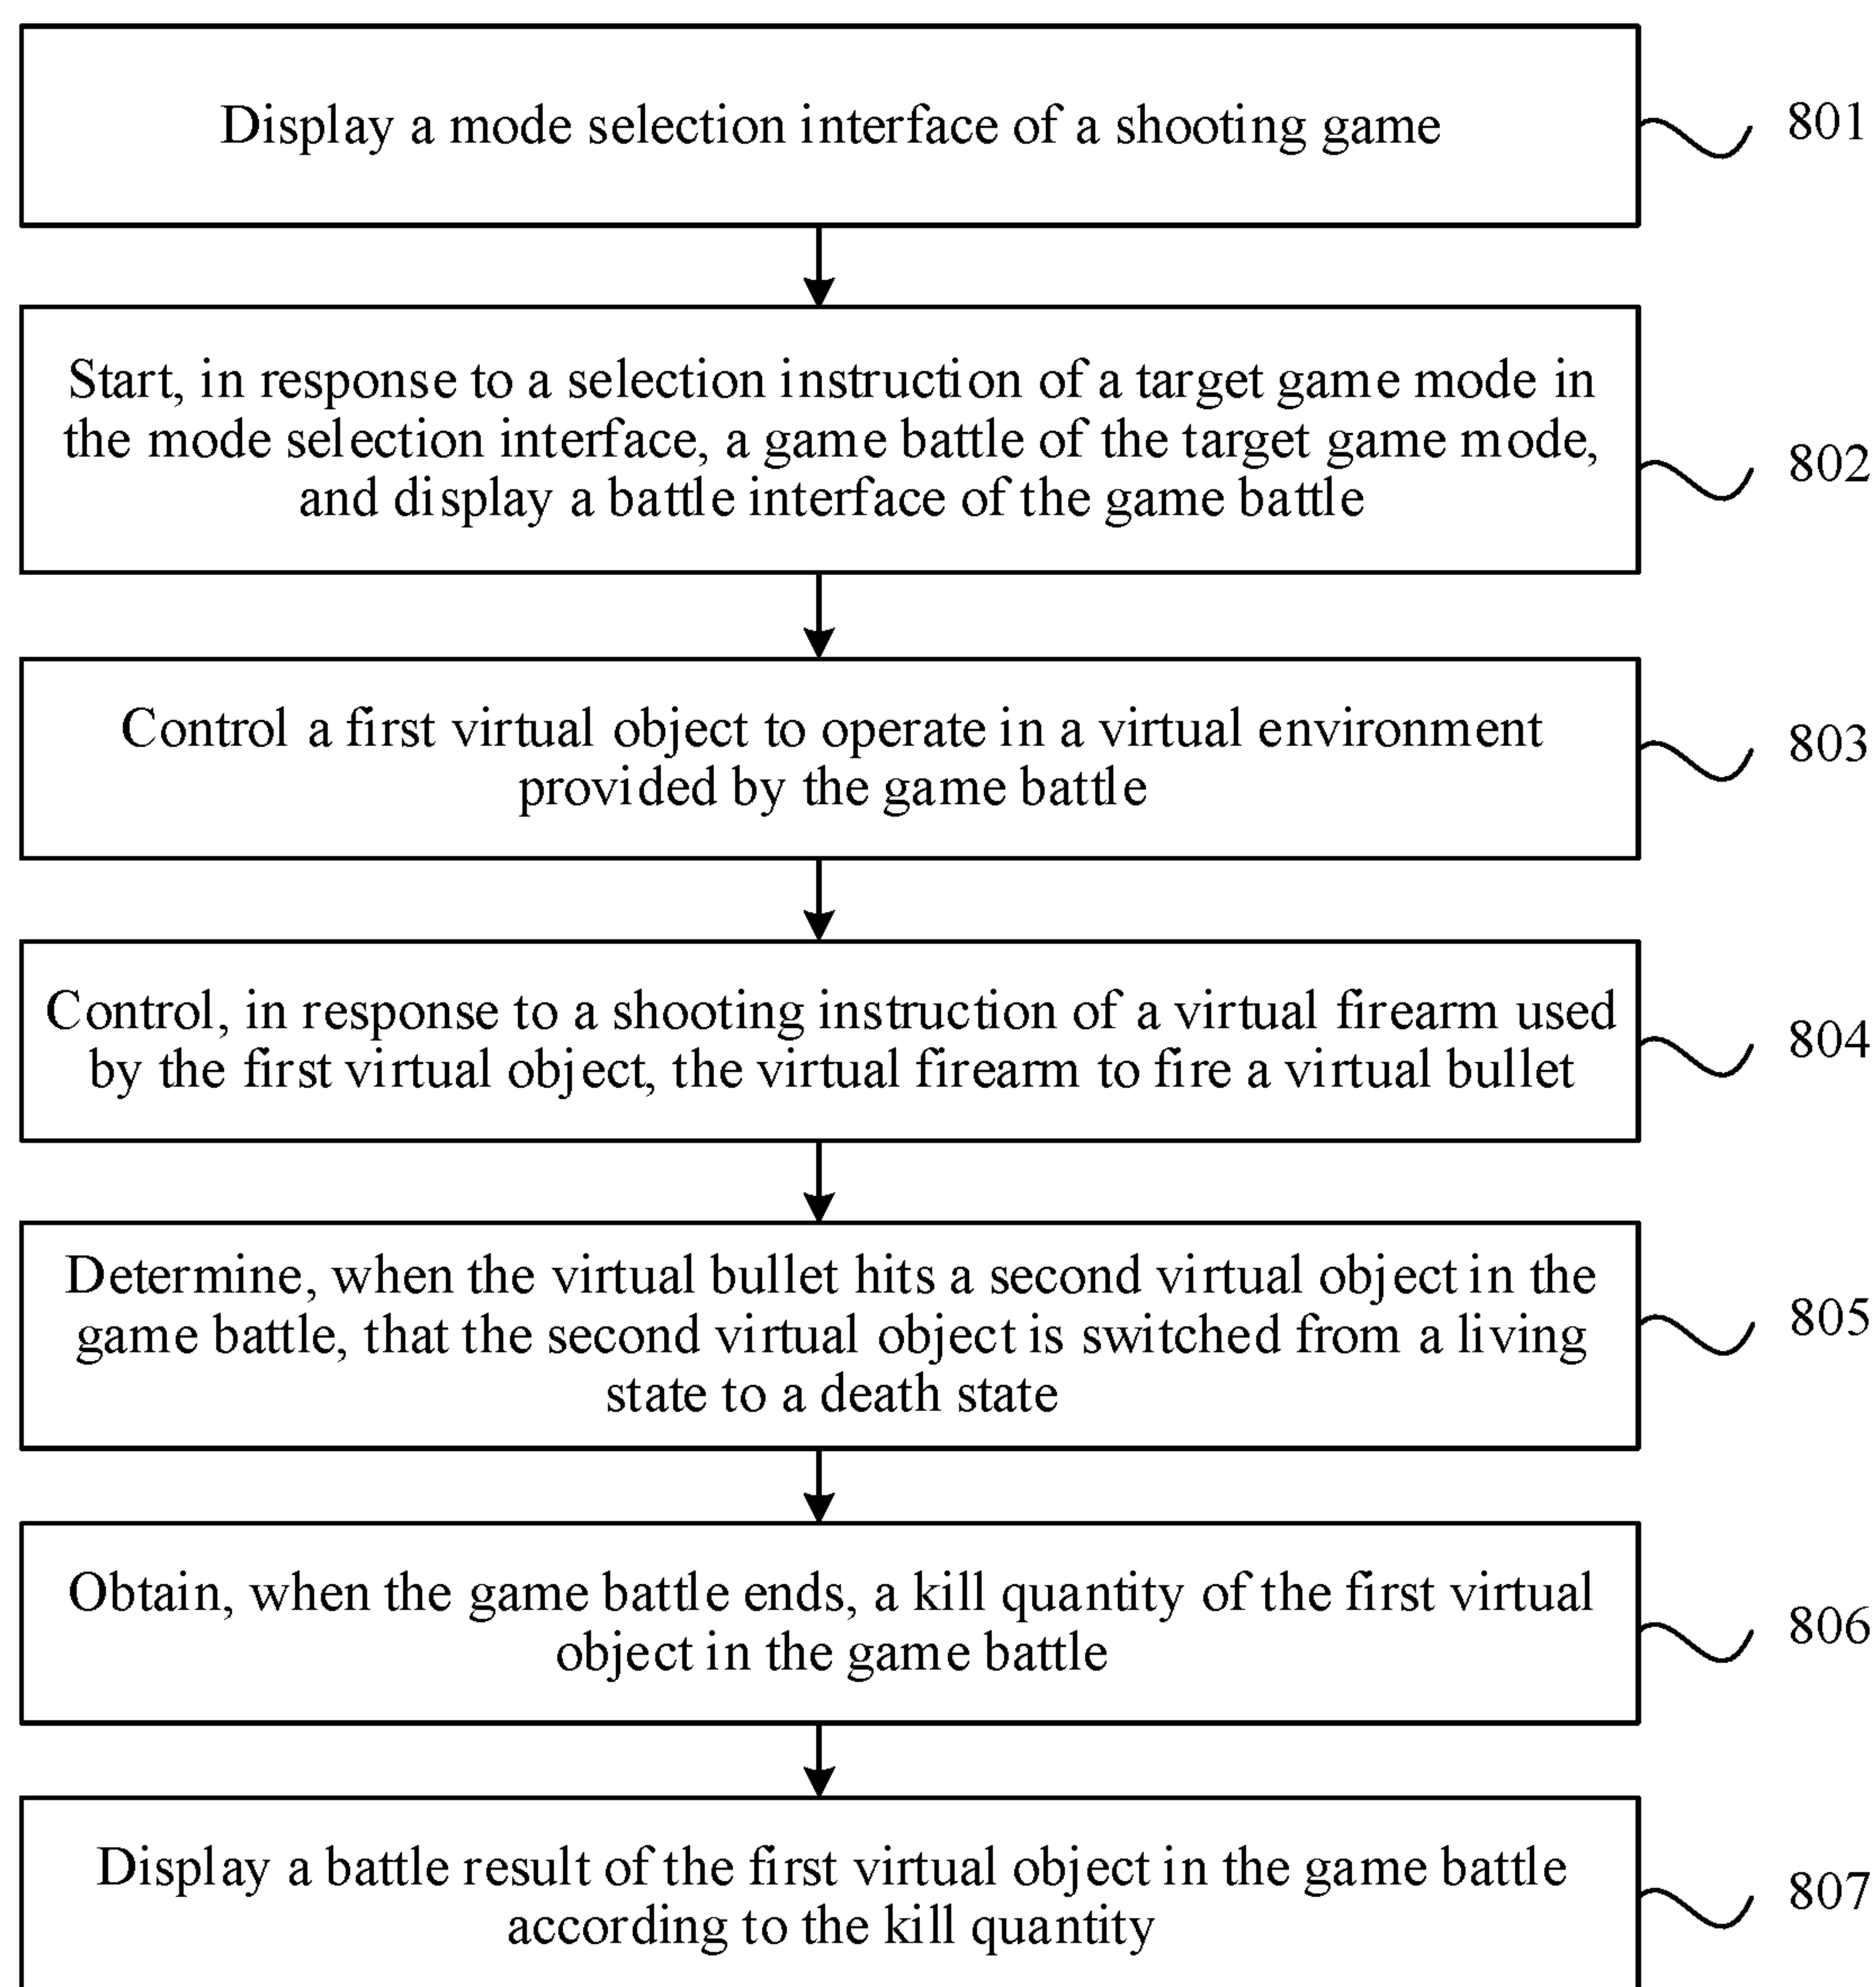 Display a mode selection interface of a shooting game
801
Start, in response to a selection instruction of a target game mode in
the mode selection interface, a game battle of the target game mode,
and display a battle interface of the game battle
802
Control a first virtual object to operate in a virtual environment
provided by the game battle
803
Control, in response to a shooting instruction of a virtual firearm used
by the first virtual object, the virtual firearm to fire a virtual bullet
804
Determine, when the virtual bullet hits a second virtual object in the
game battle, that the second virtual object is switched from a living
state to a death state
805
Obtain, when the game battle ends, a kill quantity of the first virtual
object in the game battle
806
Display a battle result of the first virtual object in the game battle
according to the kill quantity
807